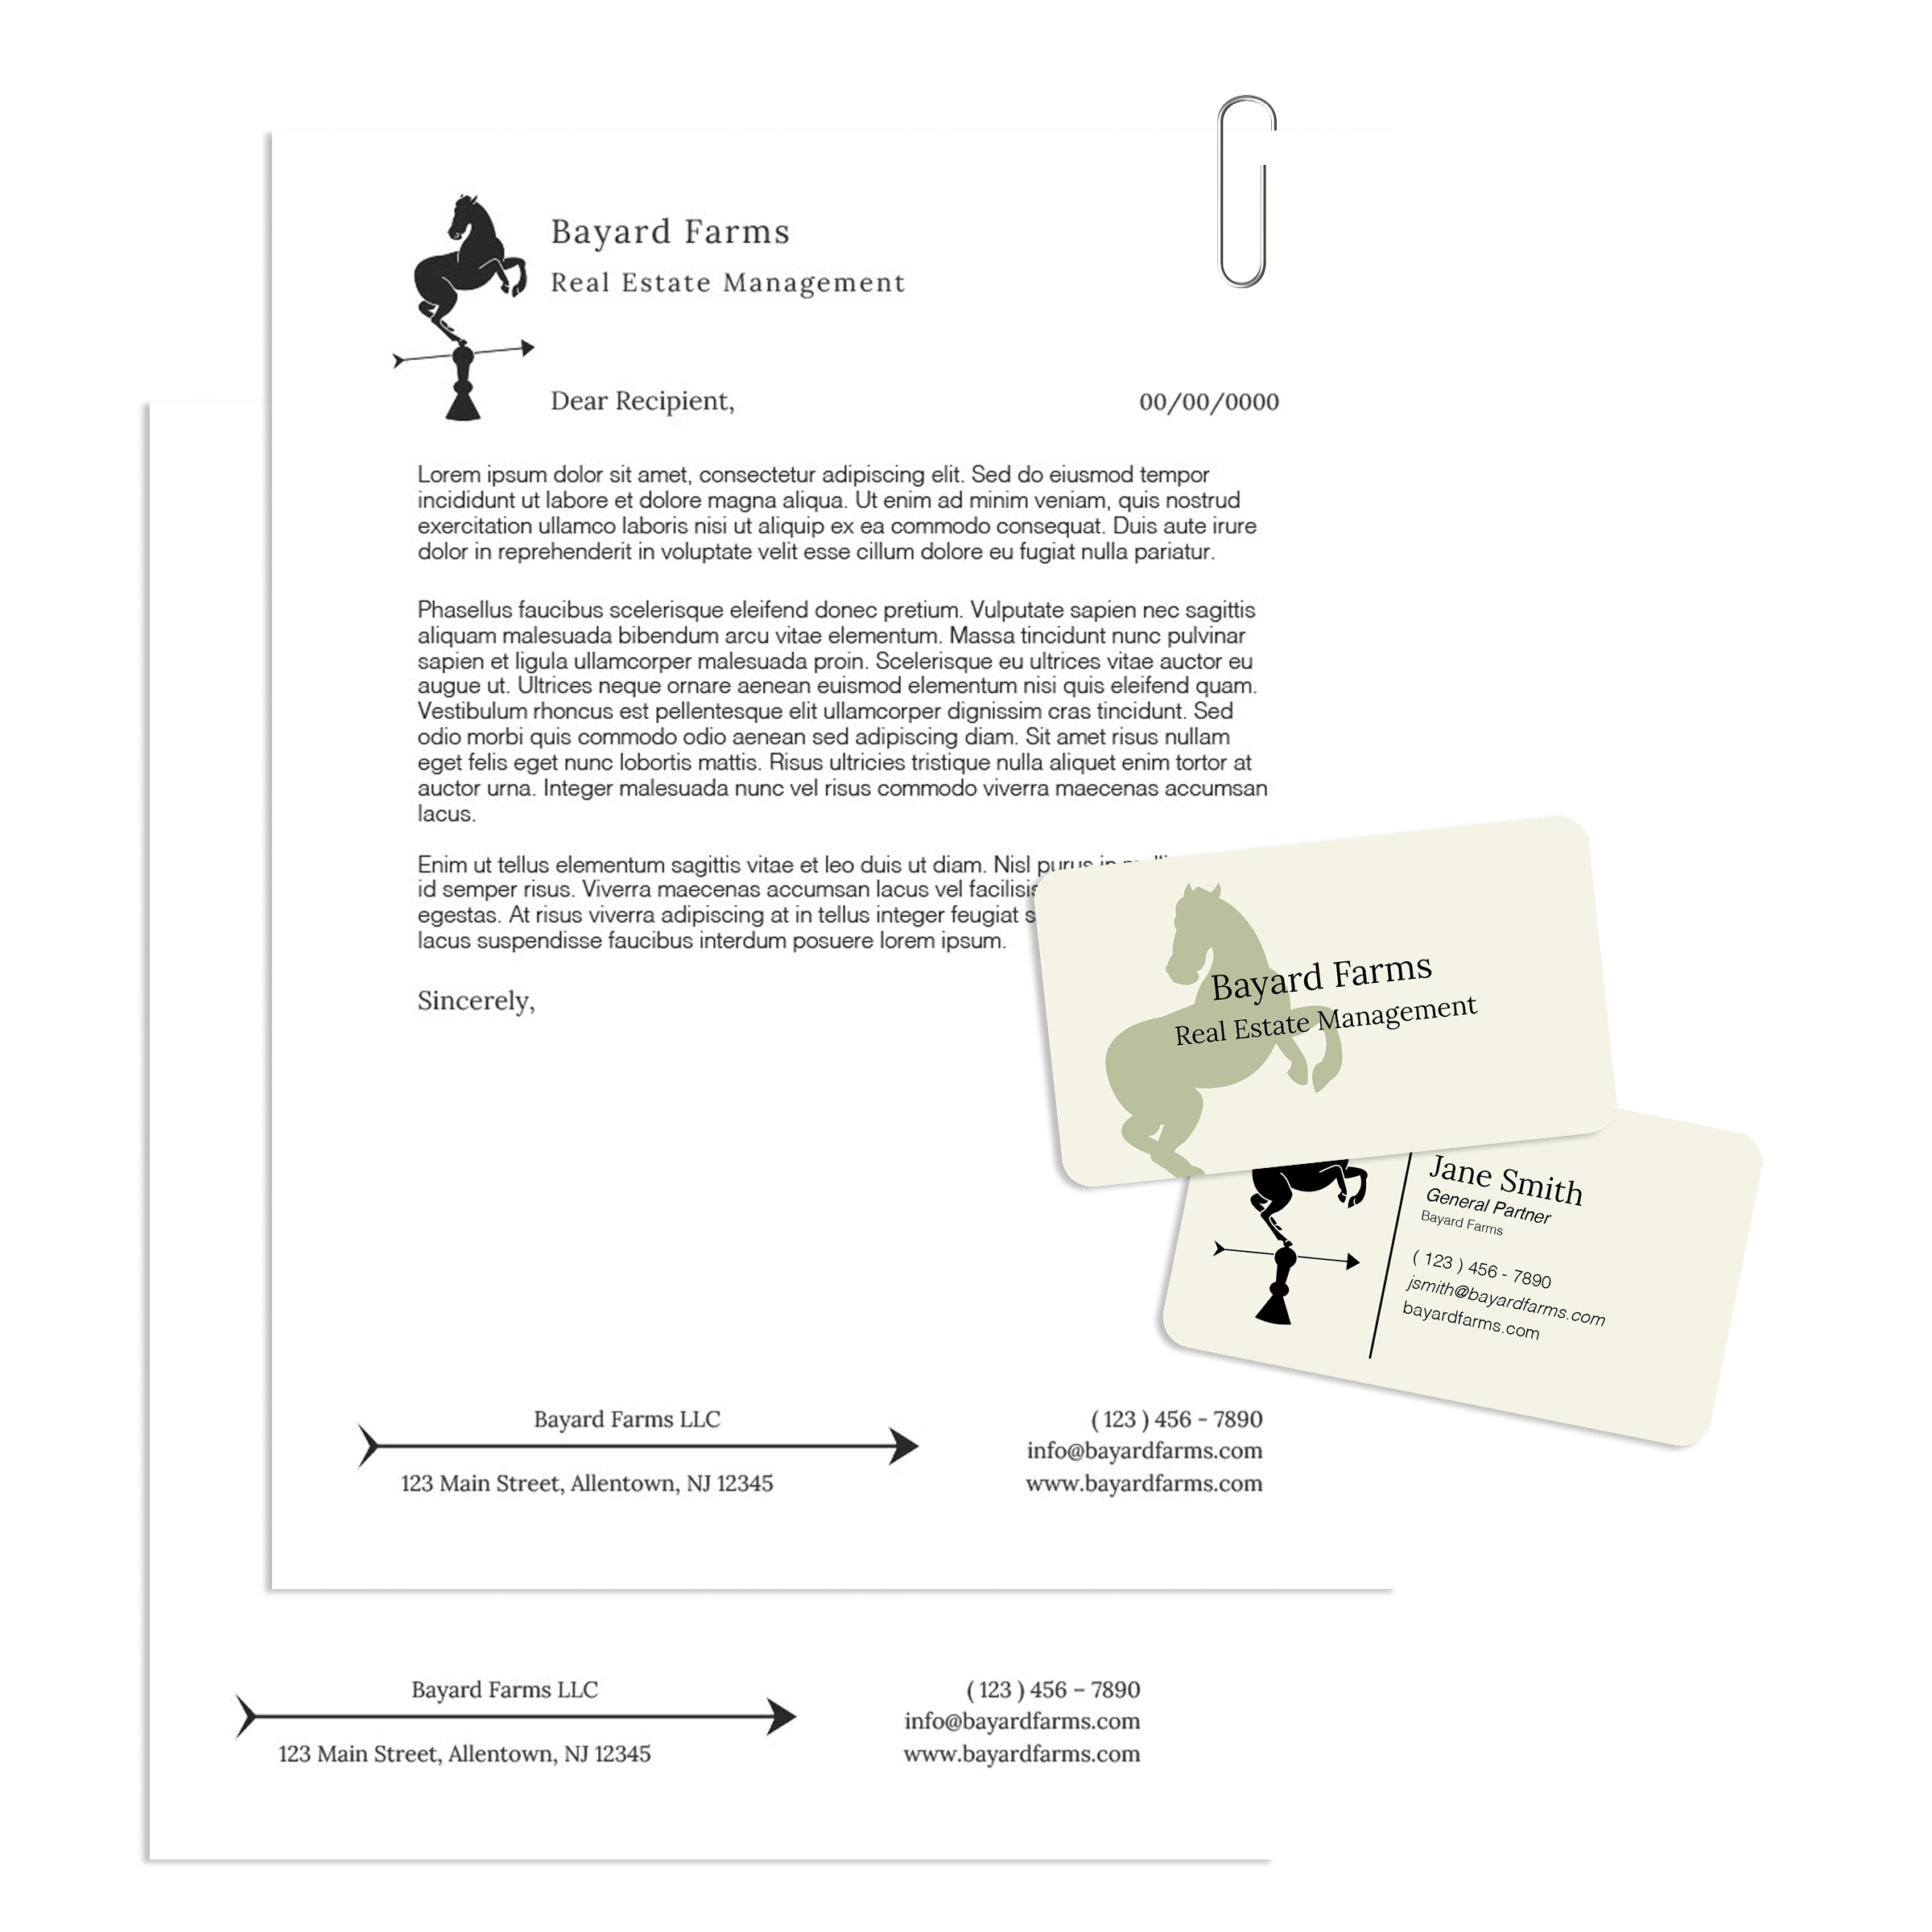 Bayard Farms
Real Estate Management
Dear Recipient,
00/00/0000
Lorem ipsum dolor sit amet, consectetur adipiscing elit. Sed do eiusmod tempor
incididunt ut labore et dolore magna aliqua. Ut enim ad minim veniam, quis nostrud
exercitation ullamco laboris nisi ut aliquip ex ea commodo consequat. Duis aute irure
dolor in reprehenderit in voluptate velit esse cillum dolore eu fugiat nulla pariatur.
Phasellus faucibus scelerisque eleifend donec pretium. Vulputate sapien nec sagittis
aliquam malesuada bibendum arcu vitae elementum. Massa tincidunt nunc pulvinar
sapien et ligula ullamcorper malesuada proin. Scelerisque eu ultrices vitae auctor eu
augue ut. Ultrices neque ornare aenean euismod elementum nisi quis eleifend quam.
Vestibulum rhoncus est pellentesque elit ullamcorper dignissim cras tincidunt. Sed
odio morbi quis commodo odio aenean sed adipiscing diam. Sit amet risus nullam
eget felis eget nunc lobortis mattis. Risus ultricies tristique nulla aliquet enim tortor at
auctor urna. Integer malesuada nunc vel risus commodo viverra maecenas accumsan
lacus.
Enim ut tellus elementum sagittis vitae et leo duis ut diam. Nisl purus in
id semper risus. Viverra maecenas accumsan lacus vel facilisis
egestas. At risus viverra adipiscing at in tellus integer feugiat
lacus suspendisse faucibus interdum posuere lorem ipsum.
Sincerely,
Bayard Farms
Real Estate Management
Jane Smith
General Partner
Bayard Farms
( 123 ) 456 - 7890
jsmith@bayardfarms.com
bayardfarms.com
Bayard Farms LLC
123 Main Street, Allentown, NJ 12345
( 123 ) 456 - 7890
info@bayardfarms.com
www.bayardfarms.com
Bayard Farms LLC
123 Main Street, Allentown, NJ 12345
( 123 ) 456 – 7890
info@bayardfarms.com
www.bayardfarms.com